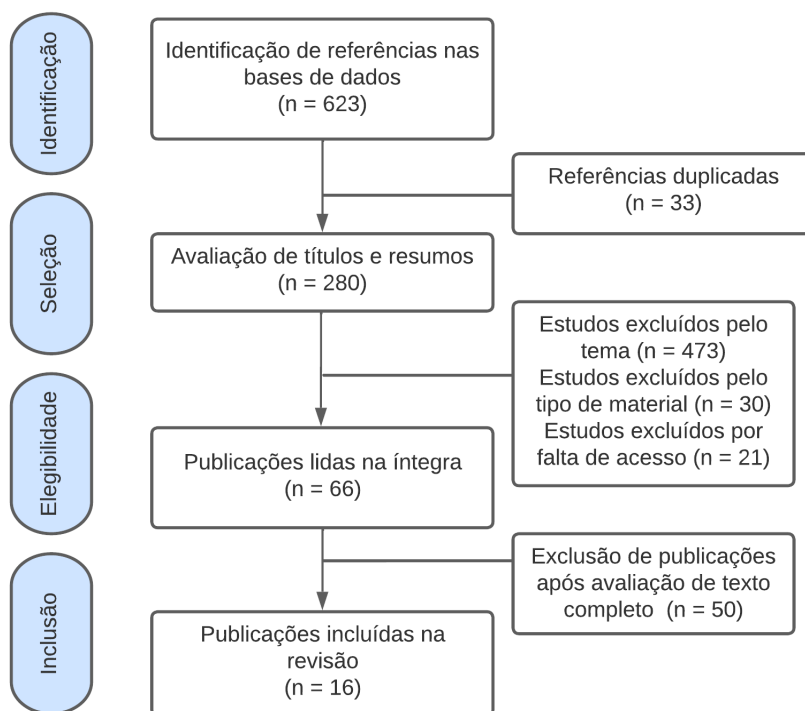 Identificação
Identificação de referências nas
bases de dados
(n = 623)
Referências duplicadas
(n = 33)
Seleção
Avaliação de títulos e resumos
(n = 280)
Estudos excluídos pelo
tema (n = 473)
Estudos excluídos pelo
tipo de material (n = 30)
Estudos excluídos por
falta de acesso (n = 21)
Elegibilidade
Publicações lidas na íntegra
(n = 66)
Exclusão de publicações
após avaliação de texto
completo (n = 50)
Inclusão
Publicações incluídas na
revisão
(n = 16)